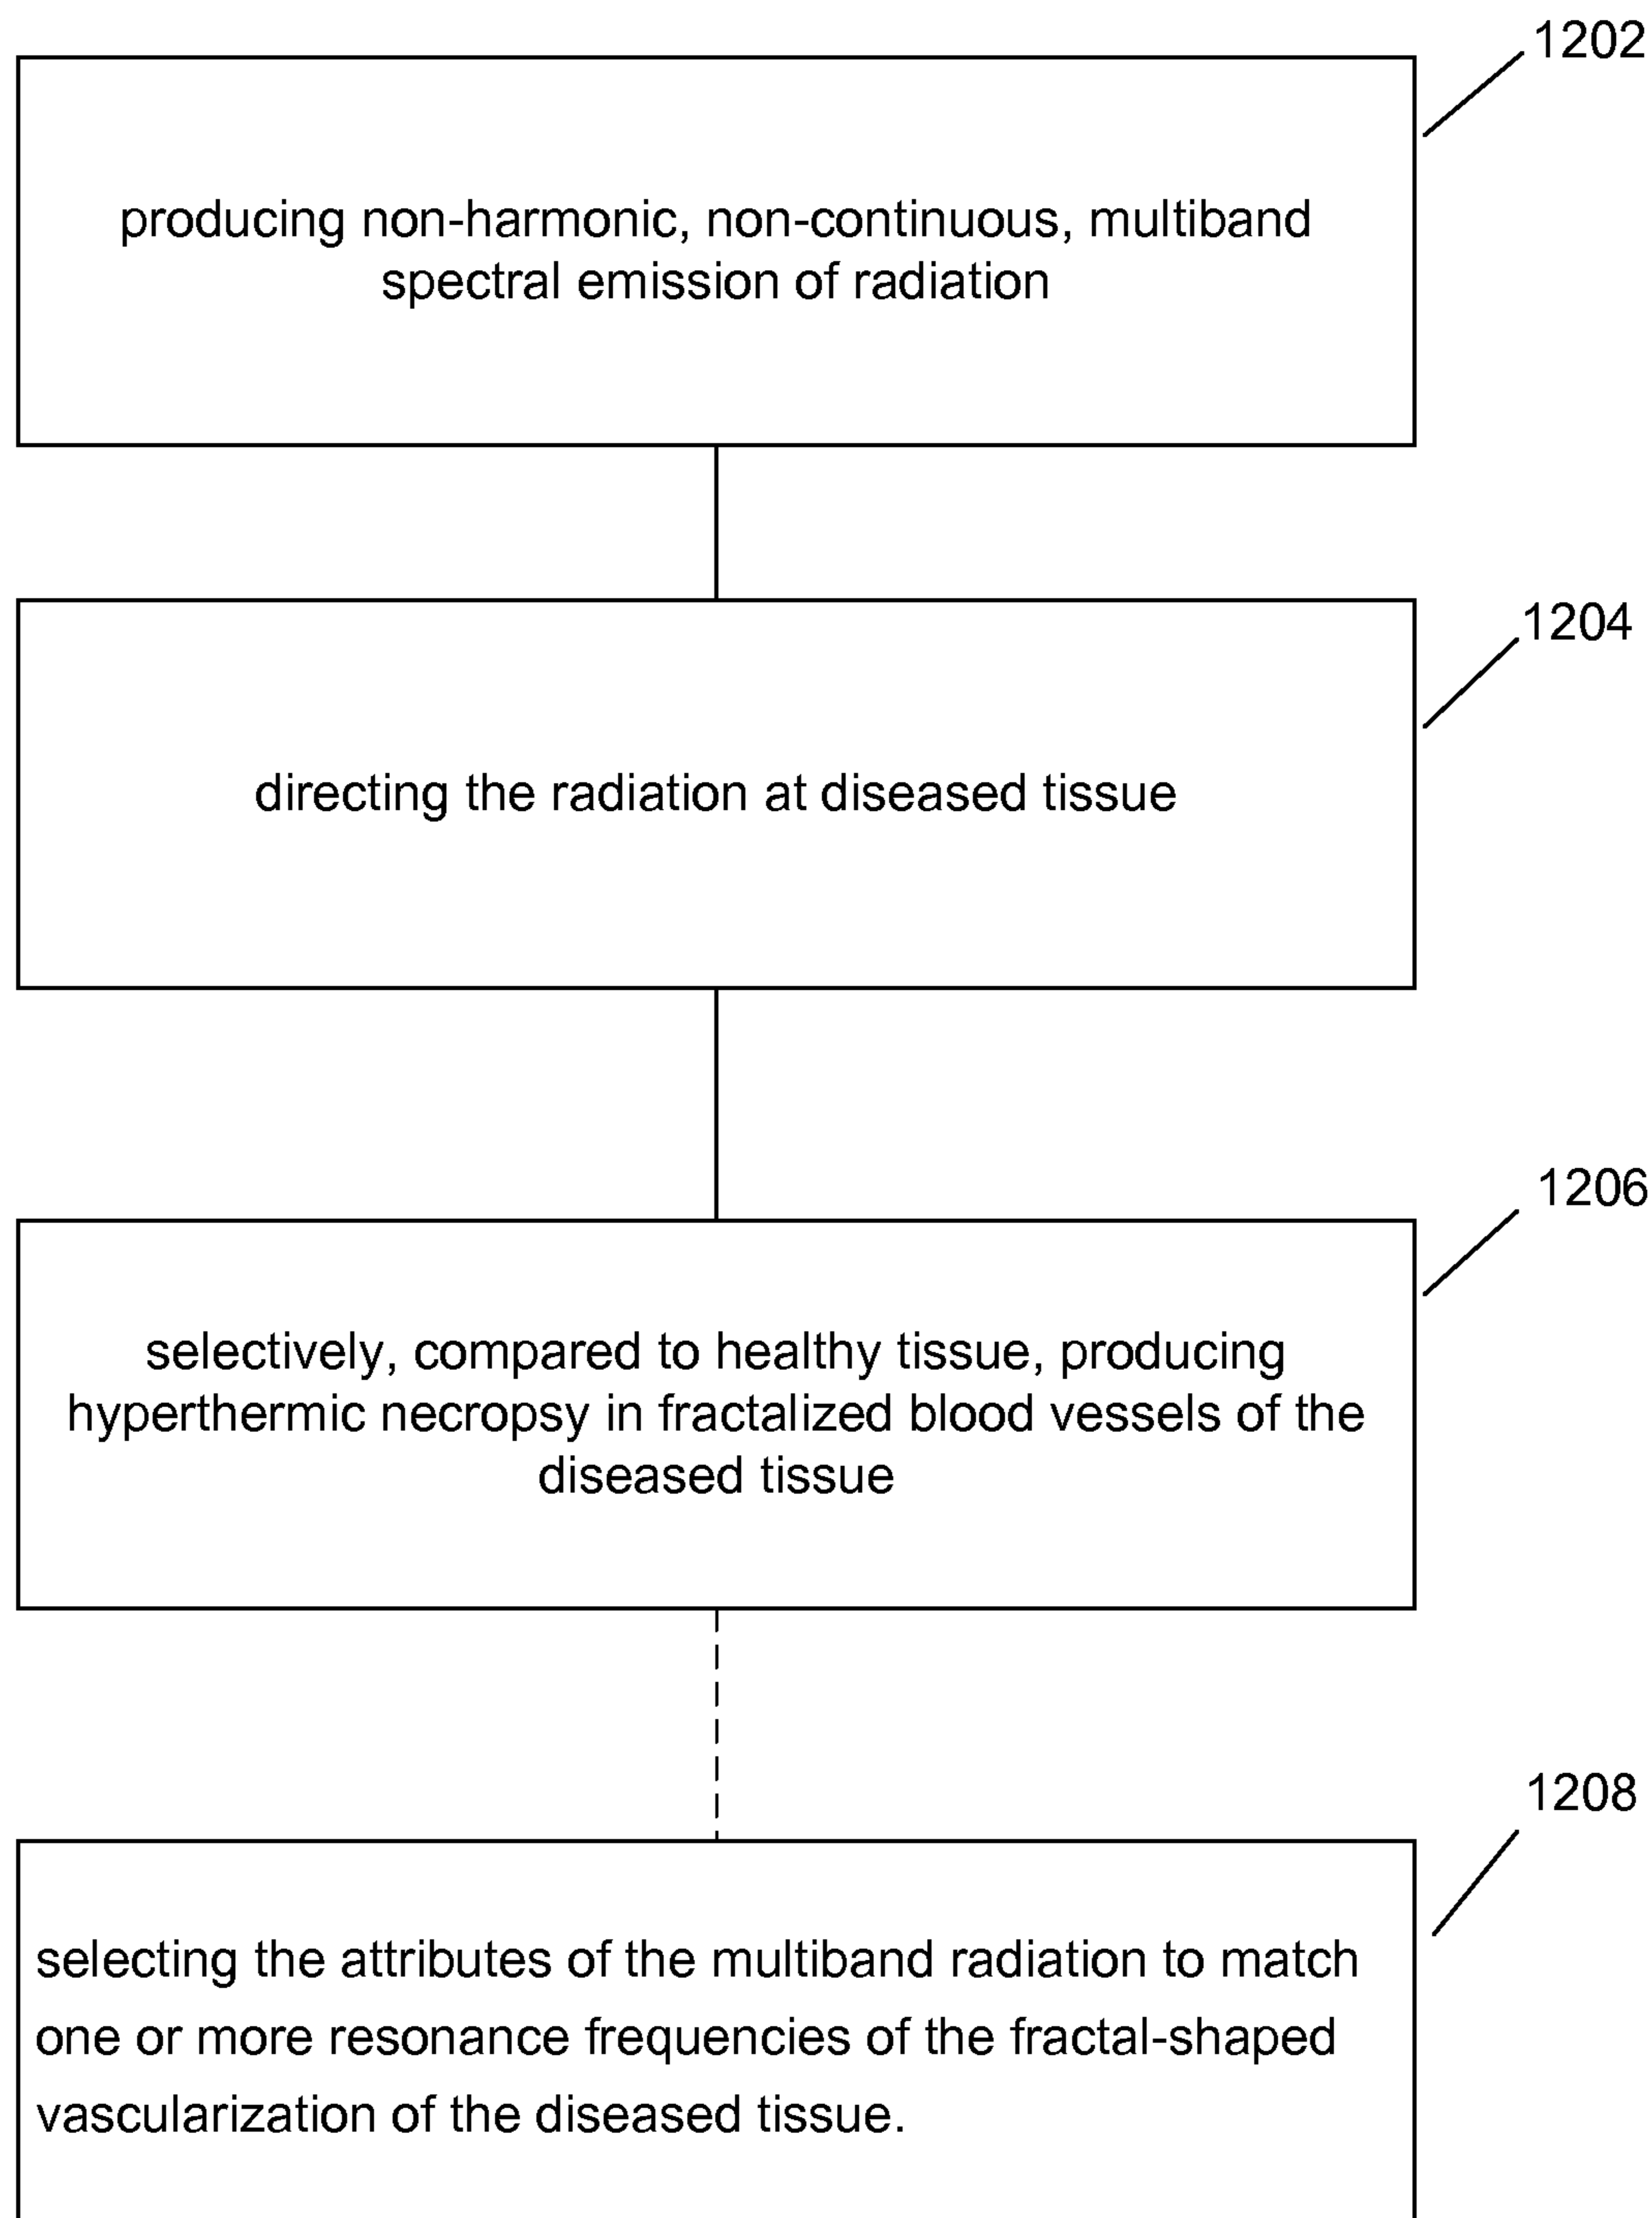 1202
producing non-harmonic, non-continuous, multiband
spectral emission of radiation
1204
directing the radiation at diseased tissue
1206
selectively, compared to healthy tissue, producing
hyperthermic necropsy in fractalized blood vessels of the
diseased tissue
1208
selecting the attributes of the multiband radiation to match
one or more resonance frequencies of the fractal-shaped
vascularization of the diseased tissue.